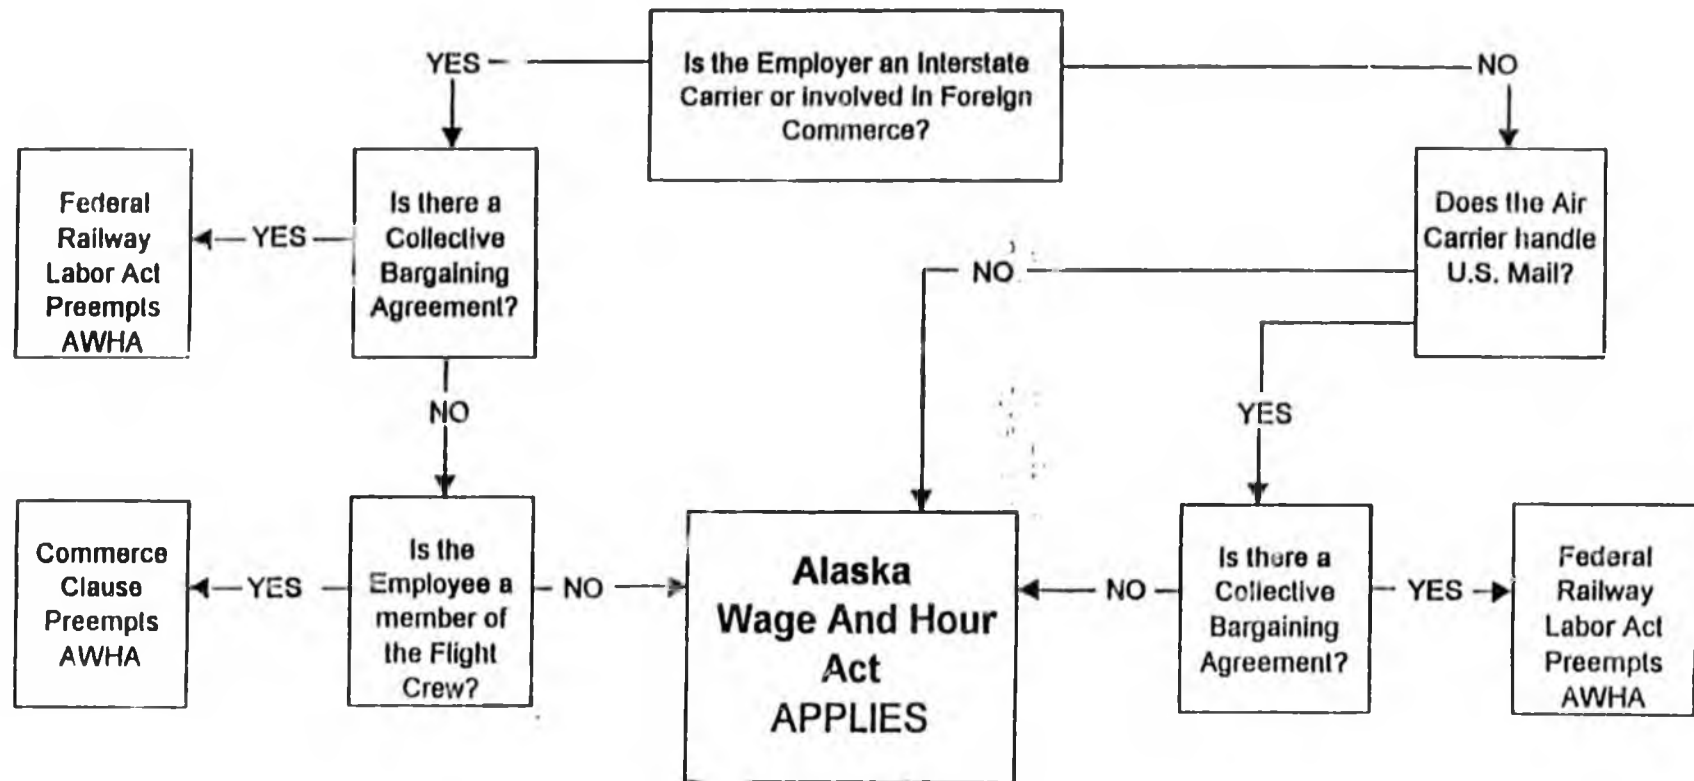 Is the Employer an Interstate
Carrier or involved in Foreign
Commerce?
YES
NO
Federal
Railway
Labor Act
Preempts
AWHA
YES
Is there a
Collective
Bargaining
Agreement?
Does the Air
Carrier handle
U.S. Mail?
NO
NO
YES
Commerce
Clause
Preempts
AWHA
YES
Is the
Employee a
member of
the Flight
Crew?
NO
Alaska
Wage And Hour
Act
APPLIES
NO
Is there a
Collective
Bargaining
Agreement?
YES
Federal
Railway
Labor Act
Preempts
AWHA